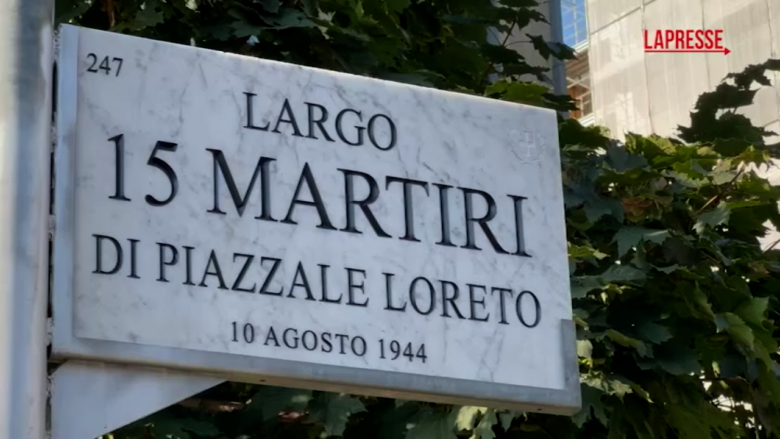 LAPRESSE
247
LARGO
15 MARTIRI
DI PIAZZALE LORETO
10 AGOSTO 1944